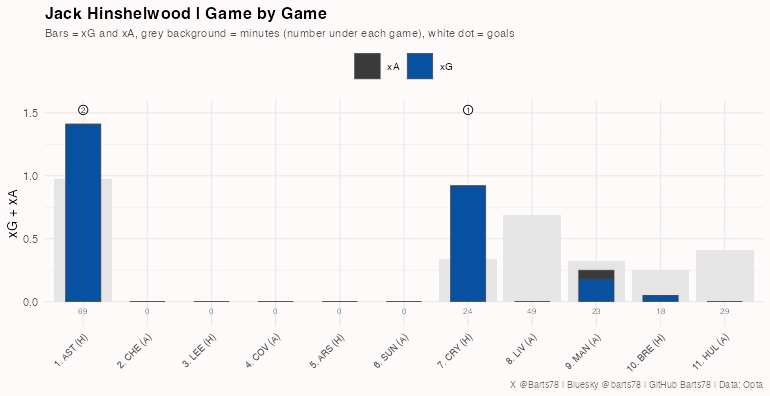 Jack Hinshelwood | Game by Game
Bars = xG and xA, grey background = minutes (number under each game), white dot = goals
xA xG
xG + xA
1.5
1.0
0.5
0.0
2 1
69 0 0 0 0 0 24 49 23 18 29
1. AST (H) 2. CHE (A) 3. LEE (H) 4. COV (A) 5. ARS (H) 6. SUN (A) 7. CRY (H) 8. LIV (A) 9. MAN (A) 10. BRE (H) 11. HUL (A)
X @Barts78 | Bluesky @barts78 | GitHub Barts78 | Data: Opta